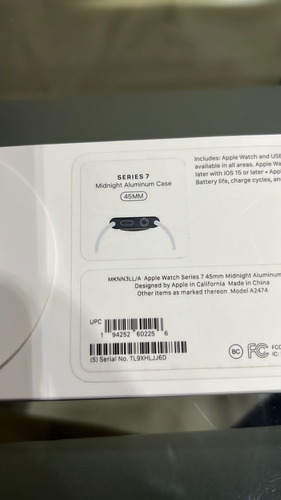 SERIES 7
Midnight Aluminum Case
45MM
includes: Apple Watch and USB
available in all areas. Apple Wa
later with iOS 15 or later • App
Battery life, charge cycles, an
MKNN3LL/A Apple Watch Series 7 45mm Midnight Aluminum
Designed by Apple in California Made in China
Other items as marked thereon Model A2474
UPC
1 94252 60225 6
(S) Serial No. TL9XHLJJ6D
BC
FC
FCC
IC: